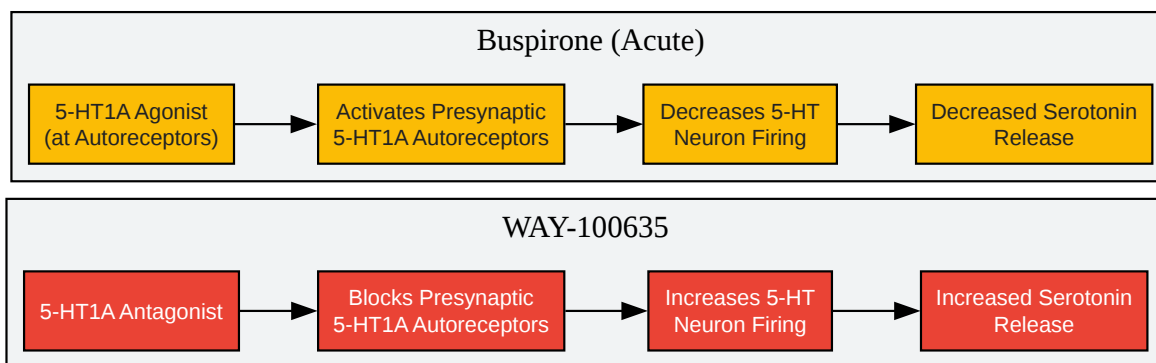 Buspirone (Acute)
5-HT1A Agonist
(at Autoreceptors)
Activates Presynaptic
5-HT1A Autoreceptors
Decreases 5-HT
Neuron Firing
Decreased Serotonin
Release
WAY-100635
5-HT1A Antagonist
Blocks Presynaptic
5-HT1A Autoreceptors
Increases 5-HT
Neuron Firing
Increased Serotonin
Release